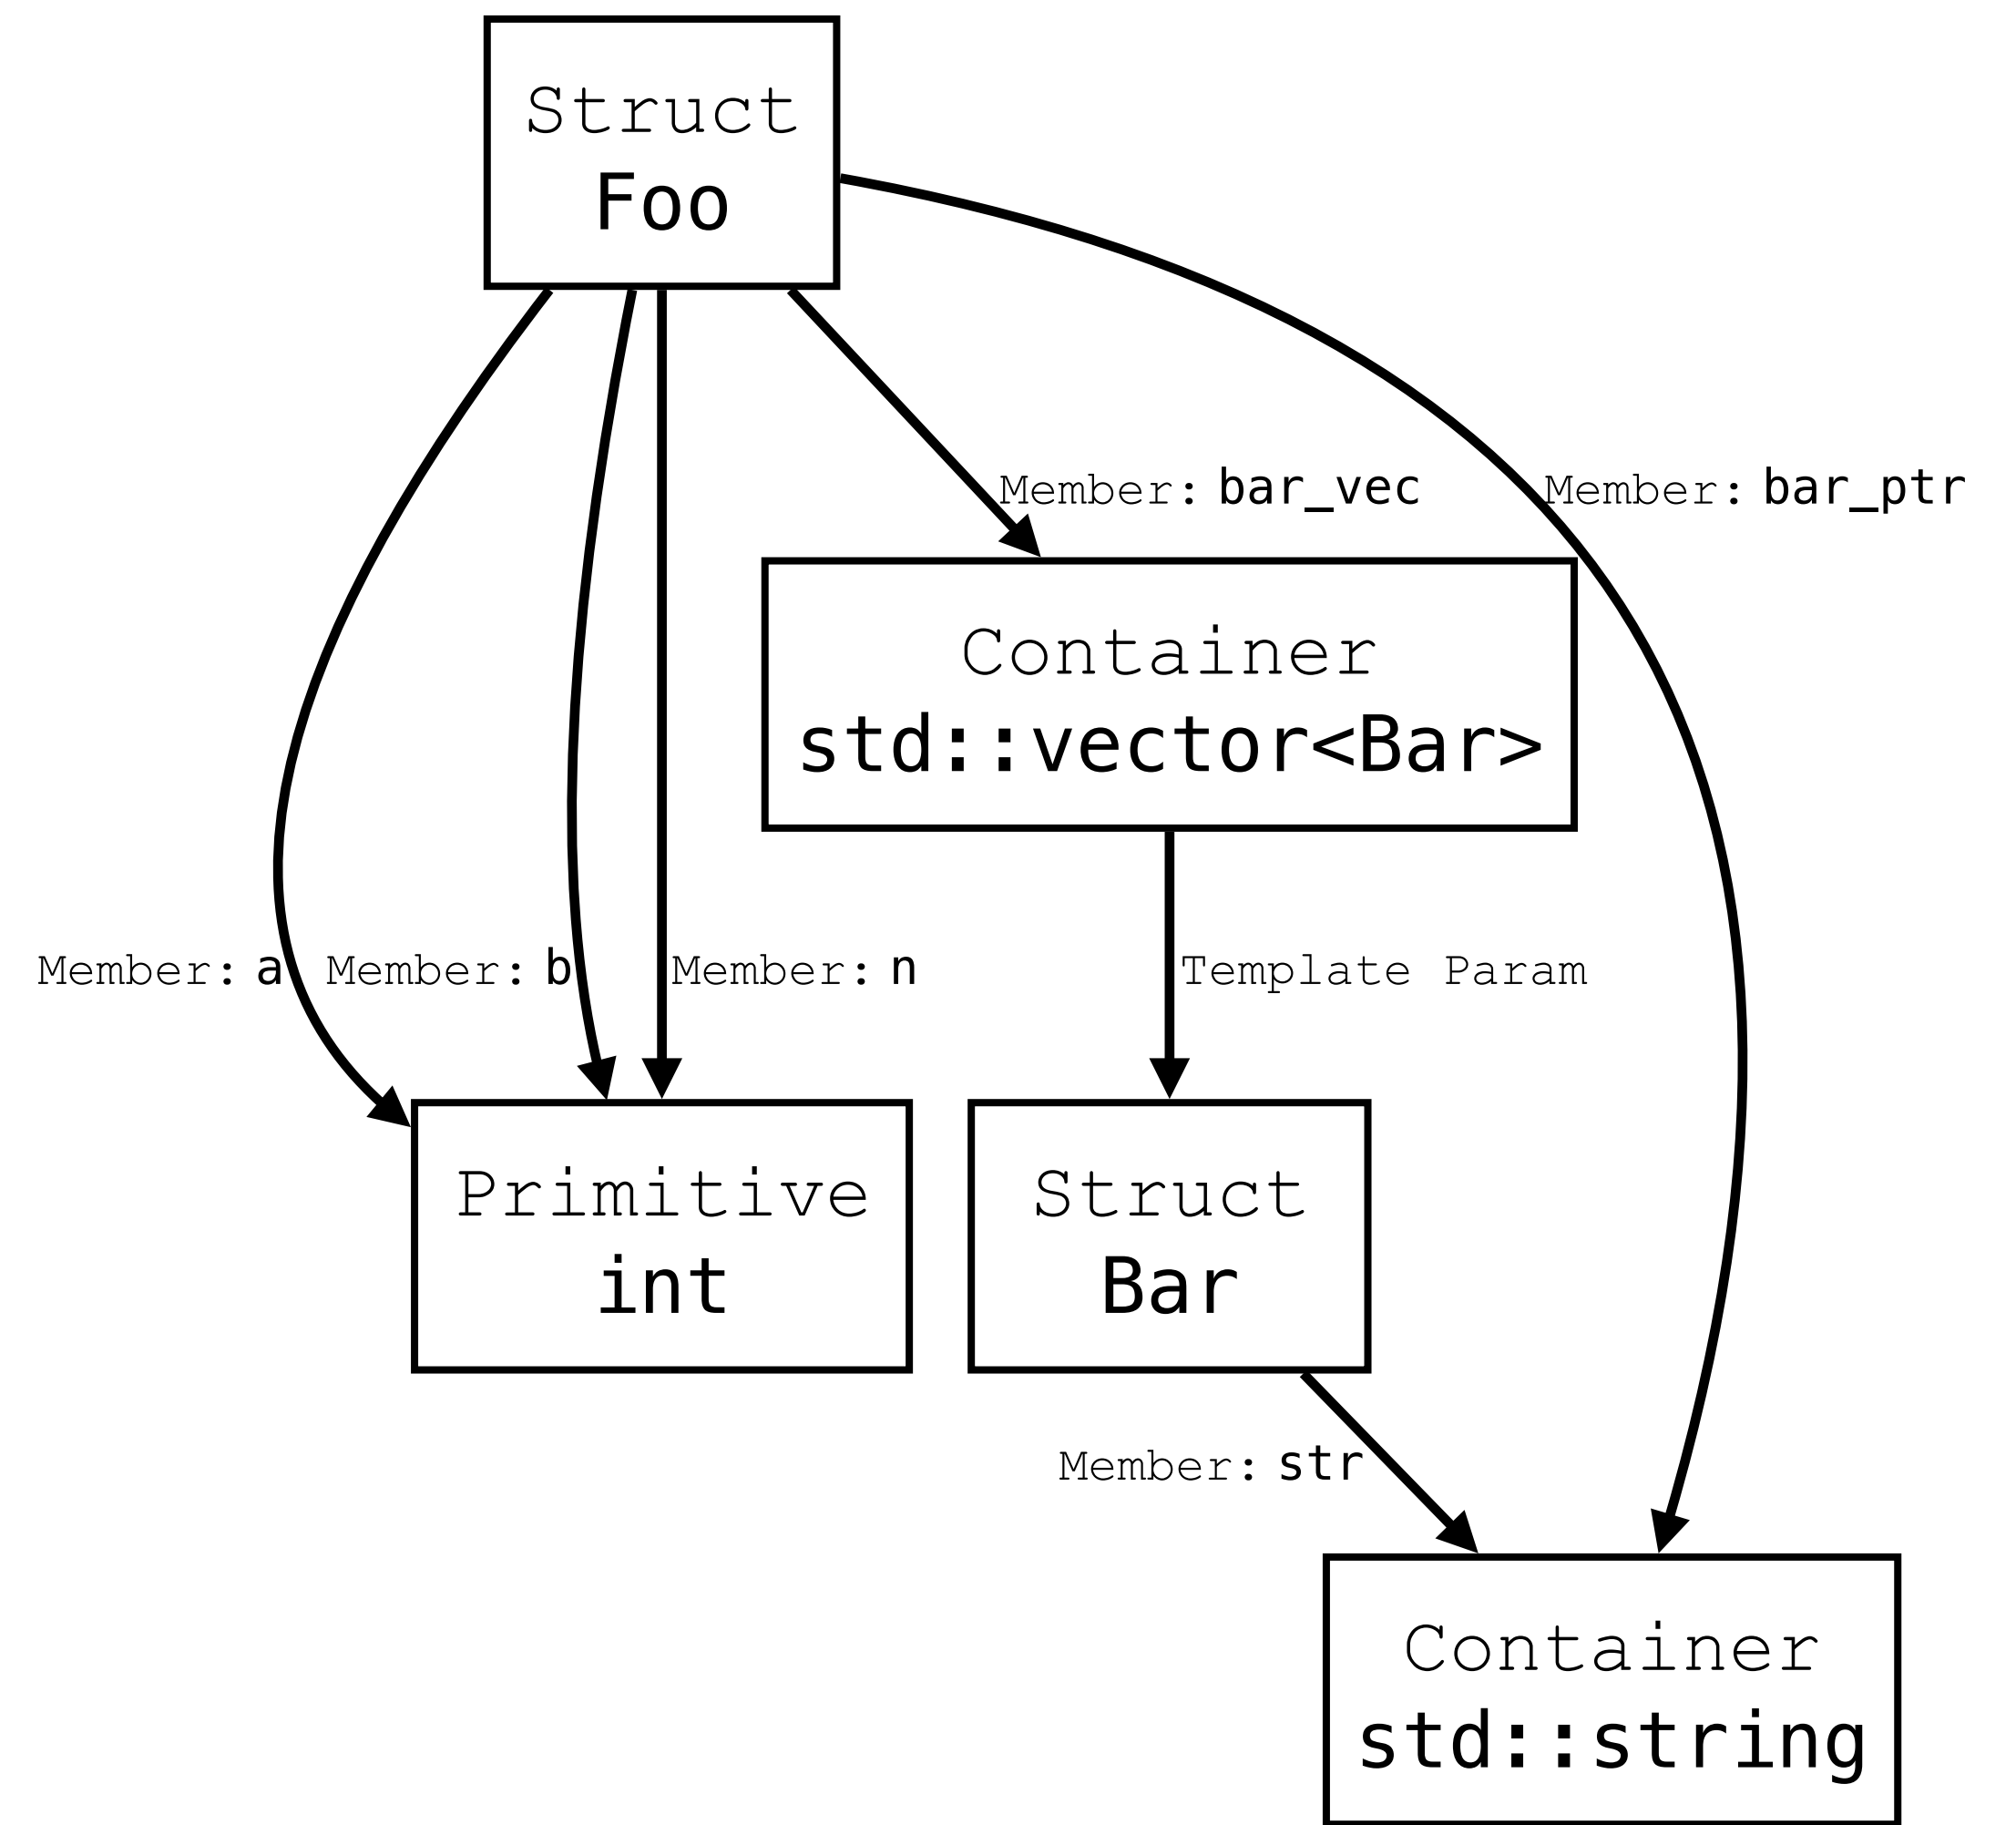 Struct
Foo
Member: bar_vec
Member: bar_ptr
Container
std::vector<Bar>
Member: a
Member: b
Member: n
Template Param
Primitive
int
Struct
Bar
Member: str
Container
std::string